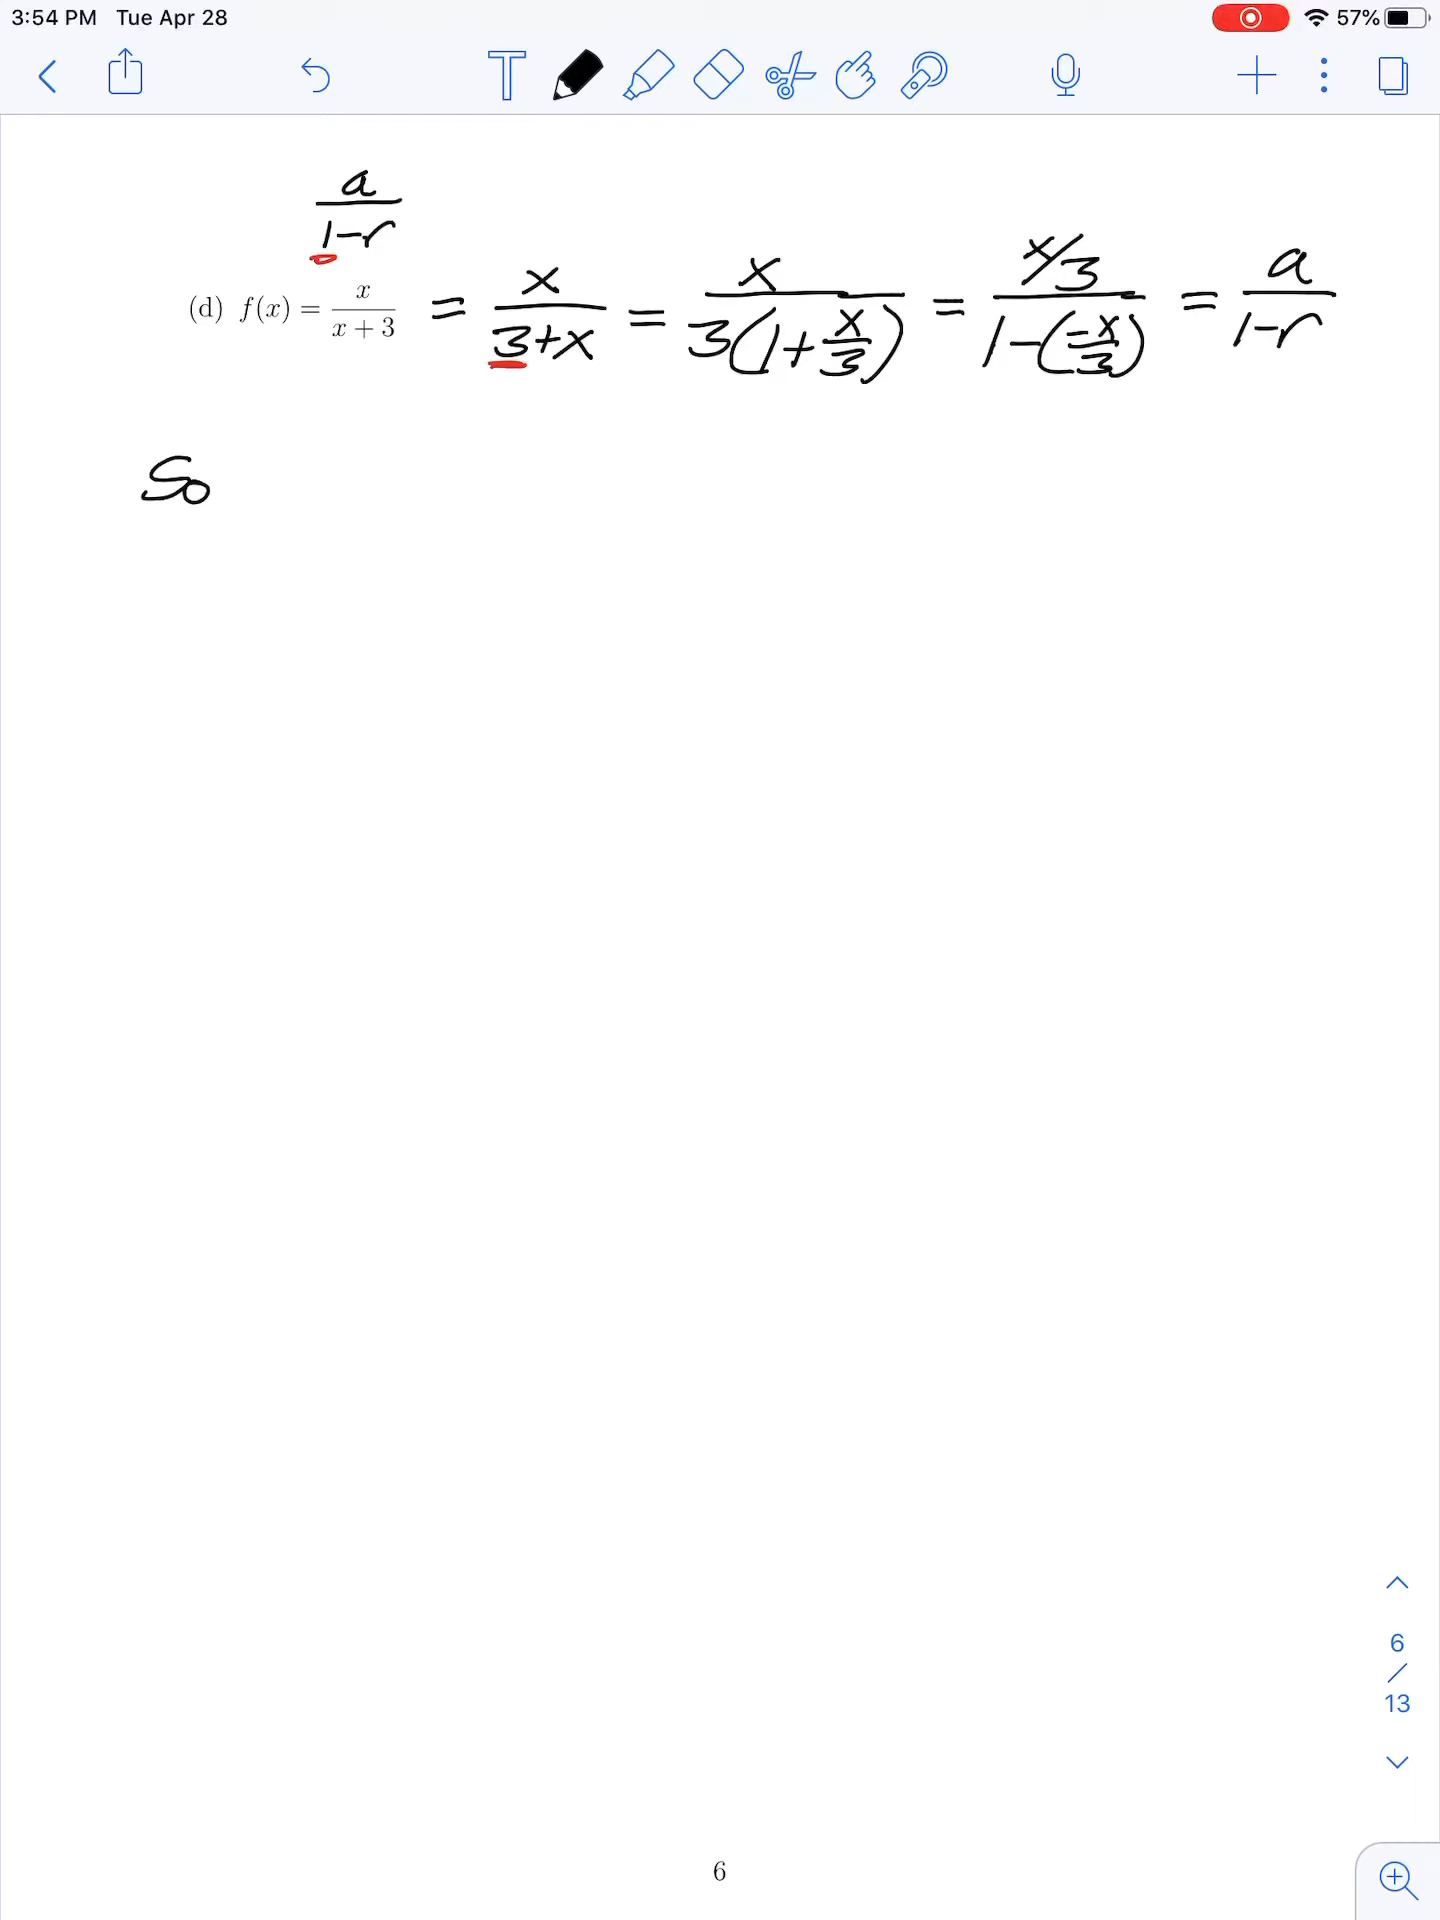 3:54 PM Tue Apr 28 57%
a
1-r
(d) f(x) = x/(x + 3) = x/(3+x) = x/(3(1+x/3)) = (x/3)/(1-(-x/3)) = a/(1-r)
So
6
/
13
6